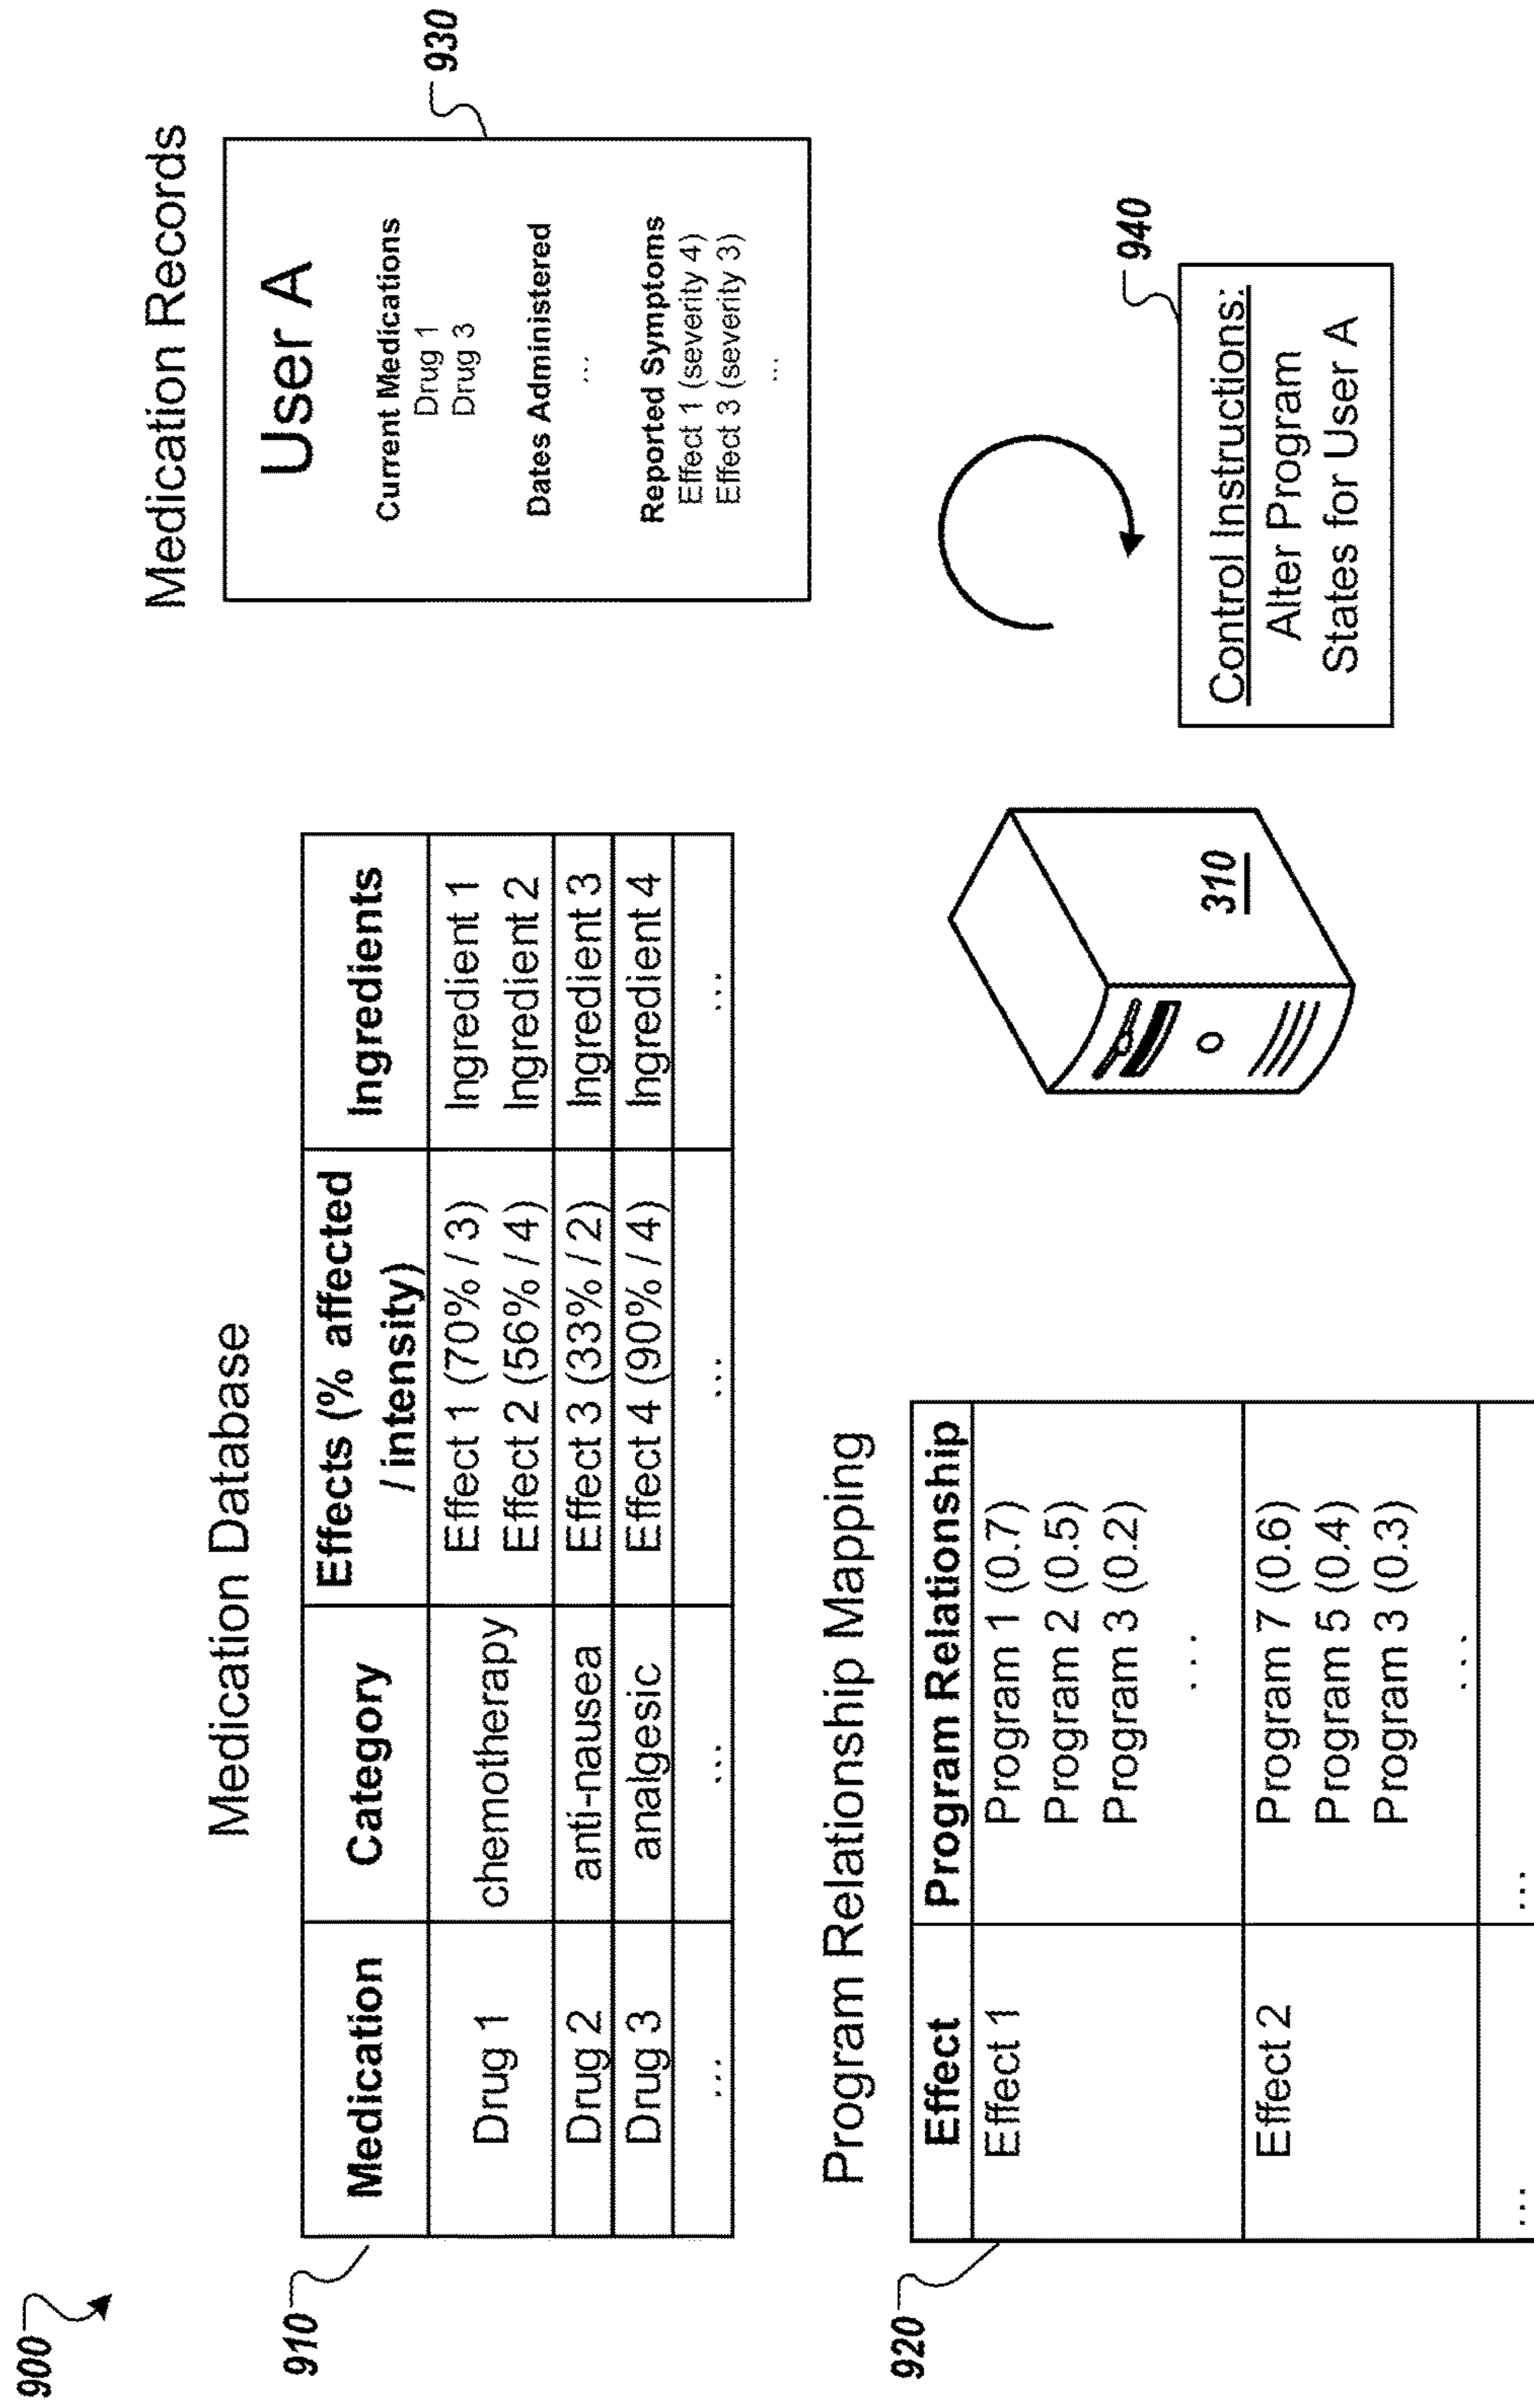 900
Medication Database
910
Medication Category Effects (% affected / intensity) Ingredients
Drug 1 chemotherapy Effect 1 (70% / 3) Ingredient 1
Effect 2 (56% / 4) Ingredient 2
Drug 2 anti-nausea Effect 3 (33% / 2) Ingredient 3
Drug 3 analgesic Effect 4 (90% / 4) Ingredient 4
... ... ... ...
Medication Records
930
User A
Current Medications
Drug 1
Drug 3
Dates Administered
...
Reported Symptoms
Effect 1 (severity 4)
Effect 3 (severity 3)
...
Program Relationship Mapping
920
Effect Program Relationship
Effect 1 Program 1 (0.7)
Program 2 (0.5)
Program 3 (0.2)
...
Effect 2 Program 7 (0.6)
Program 5 (0.4)
Program 3 (0.3)
...
... ...
310
940
Control Instructions:
Alter Program
States for User A